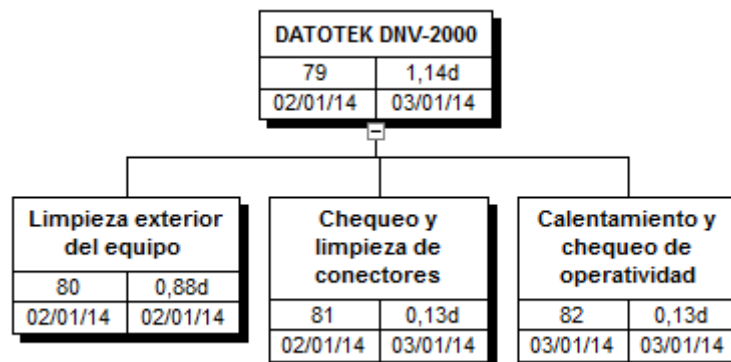 DATOTEK DNV-2000
79 1,14d
02/01/14 03/01/14
Limpieza exterior
del equipo
80 0,88d
02/01/14 02/01/14
Chequeo y
limpieza de
conectores
81 0,13d
02/01/14 03/01/14
Calentamiento y
chequeo de
operatividad
82 0,13d
03/01/14 03/01/14